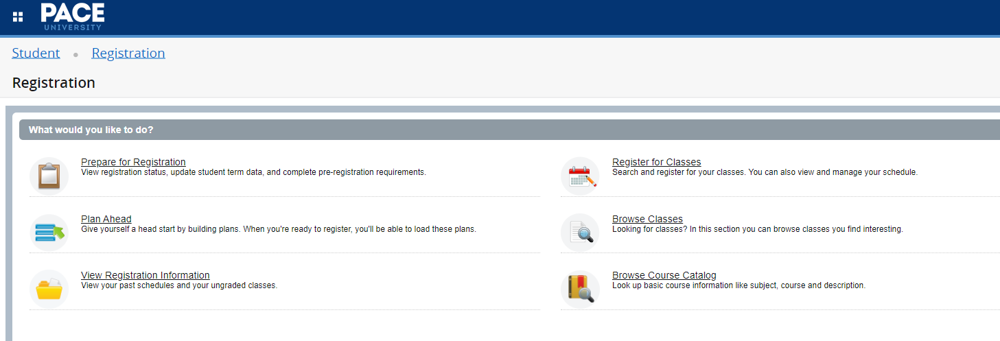 PACE
UNIVERSITY
Student • Registration
Registration
What would you like to do?
Prepare for Registration
View registration status, update student term data, and complete pre-registration requirements.
Register for Classes
Search and register for your classes. You can also view and manage your schedule.
Plan Ahead
Give yourself a head start by building plans. When you're ready to register, you'll be able to load these plans.
Browse Classes
Looking for classes? In this section you can browse classes you find interesting.
View Registration Information
View your past schedules and your ungraded classes.
Browse Course Catalog
Look up basic course information like subject, course and description.